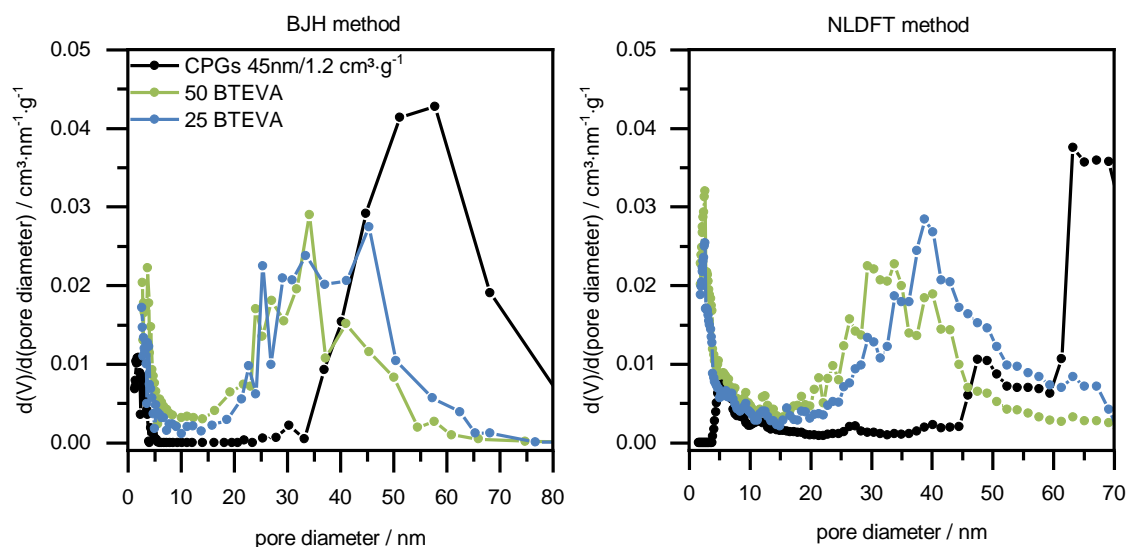 BJH method
0.05
0.04
0.03
0.02
0.01
0.00
d(V)/d(pore diameter) / cm³·nm⁻¹·g⁻¹
CPGs 45nm/1.2 cm³·g⁻¹
50 BTEVA
25 BTEVA
0 10 20 30 40 50 60 70 80
pore diameter / nm
NLDFT method
0.05
0.04
0.03
0.02
0.01
0.00
d(V)/d(pore diameter) / cm³·nm⁻¹·g⁻¹
0 10 20 30 40 50 60 70
pore diameter / nm